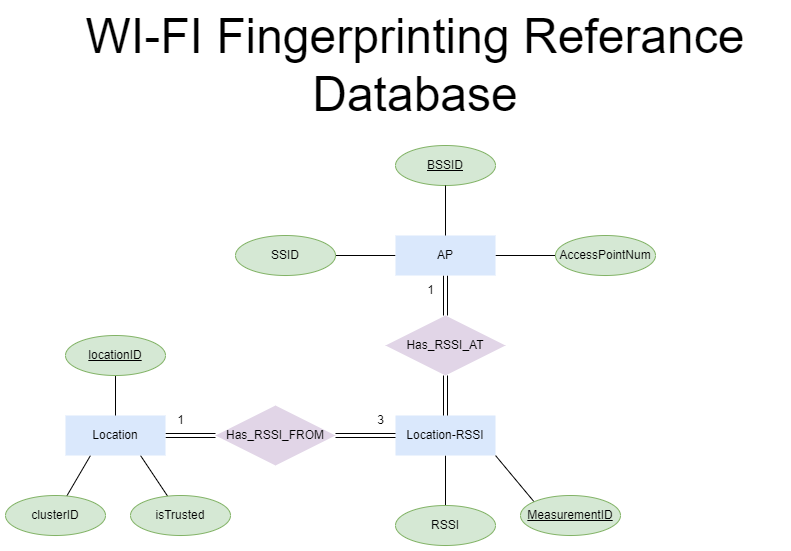 WI-FI Fingerprinting Referance
Database
BSSID
SSID
AP
AccessPointNum
1
Has_RSSI_AT
locationID
1
3
Location
Has_RSSI_FROM
Location-RSSI
clusterID
isTrusted
RSSI
MeasurementID